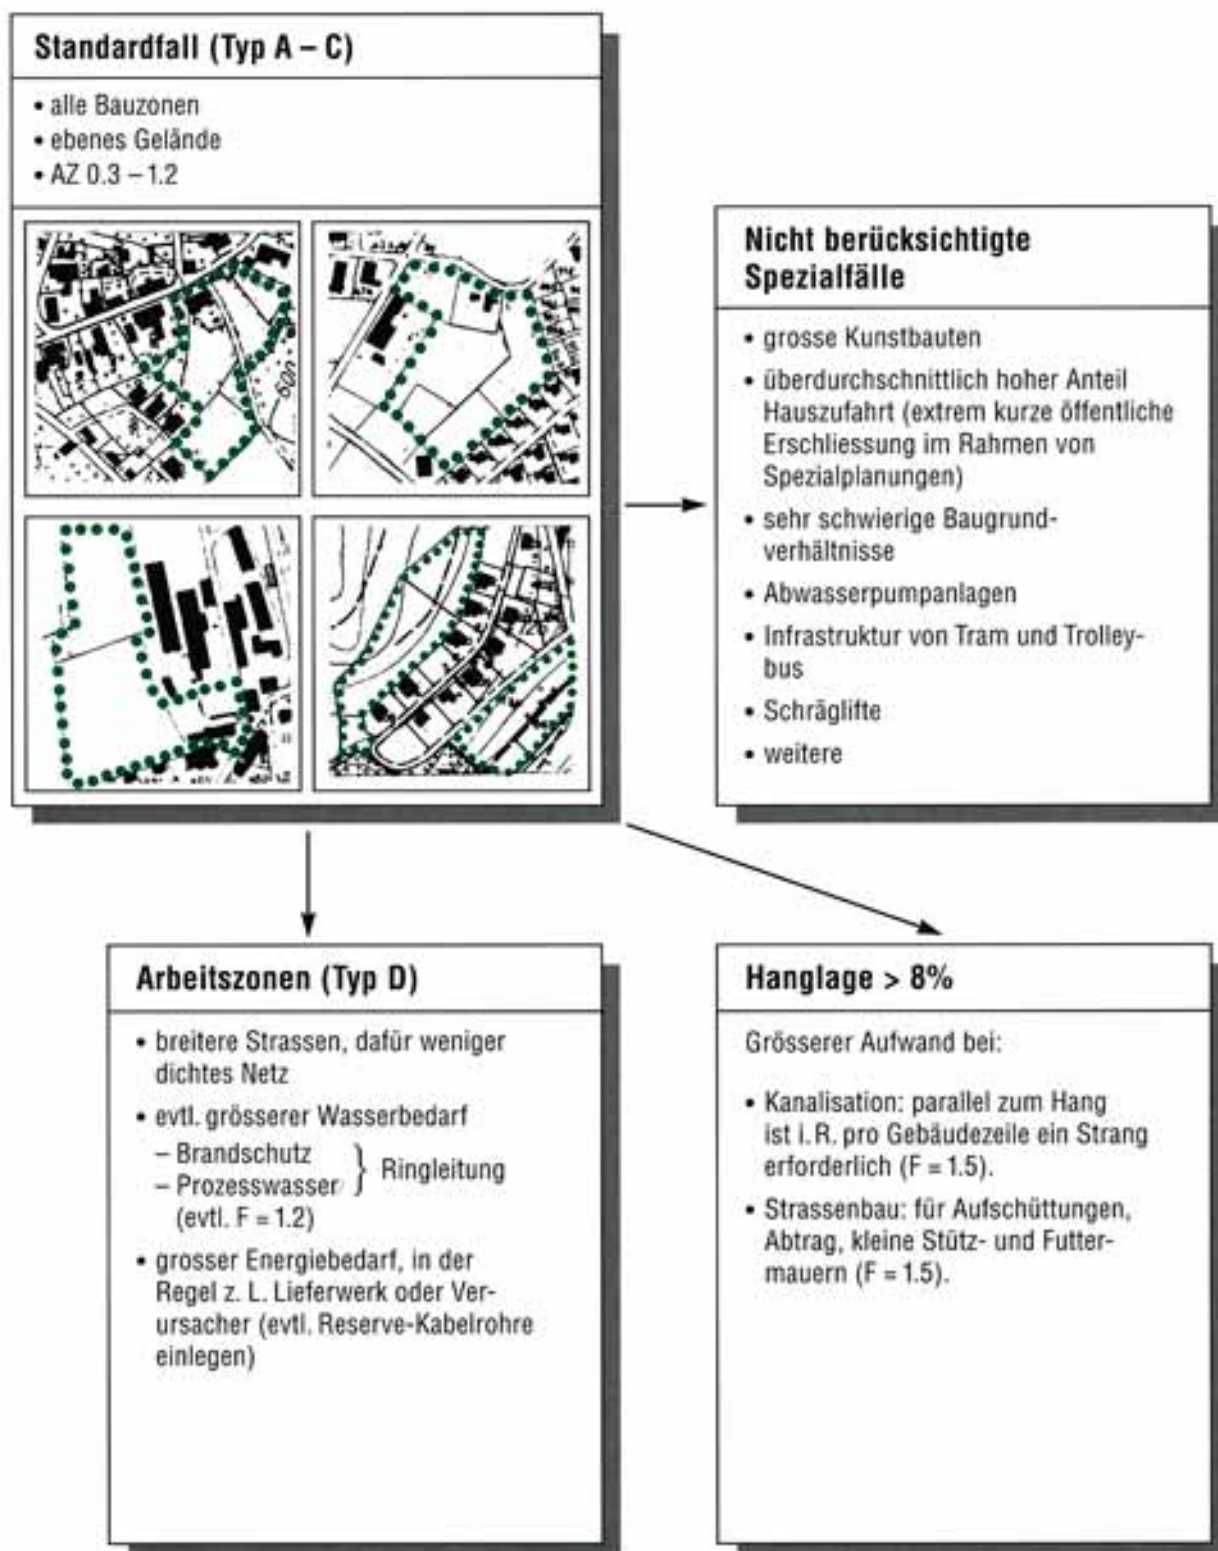 Standardfall (Typ A – C)
• alle Bauzonen
• ebenes Gelände
• AZ 0.3 – 1.2
Nicht berücksichtigte
Spezialfälle
• grosse Kunstbauten
• überdurchschnittlich hoher Anteil
Hauszufahrt (extrem kurze öffentliche
Erschliessung im Rahmen von
Spezialplanungen)
• sehr schwierige Baugrund-
verhältnisse
• Abwasserpumpanlagen
• Infrastruktur von Tram und Trolley-
bus
• Schräglifte
• weitere
Arbeitszonen (Typ D)
• breitere Strassen, dafür weniger
dichtes Netz
• evtl. grösserer Wasserbedarf
– Brandschutz
– Prozesswasser } Ringleitung
(evtl. F = 1.2)
• grosser Energiebedarf, in der
Regel z. L. Lieferwerk oder Ver-
ursacher (evtl. Reserve-Kabelrohre
einlegen)
Hanglage > 8%
Grösserer Aufwand bei:
• Kanalisation: parallel zum Hang
ist i. R. pro Gebäudezeile ein Strang
erforderlich (F = 1.5).
• Strassenbau: für Aufschüttungen,
Abtrag, kleine Stütz- und Futter-
mauern (F = 1.5).